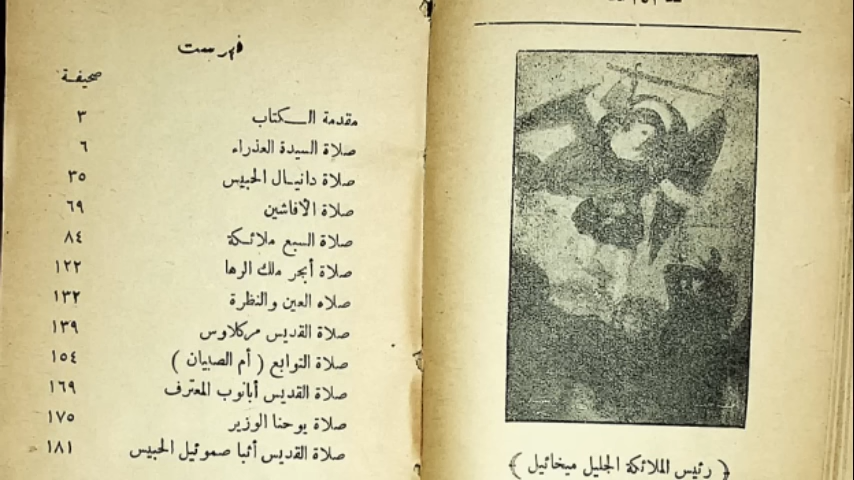 فهرست
صحيفة
مقدمة الكتاب ٣
صلاة السيدة العذراء ٦
صلاة دانيال الحبيس ٣٥
صلاة الأفاشين ٦٩
صلاة السبع ملائكة ٨٤
صلاة أبجر ملك الرها ١٢٢
صلاه العين والنظرة ١٣٢
صلاة القديس مركلاوس ١٣٩
صلاة التوابع ( أم الصبيان ) ١٥٤
صلاة القديس أبانوب المعترف ١٦٩
صلاة يوحنا الوزير ١٧٥
صلاة القديس أنبا صموئيل الحبيس ١٨١
( رئيس الملائكة الجليل ميخائيل )